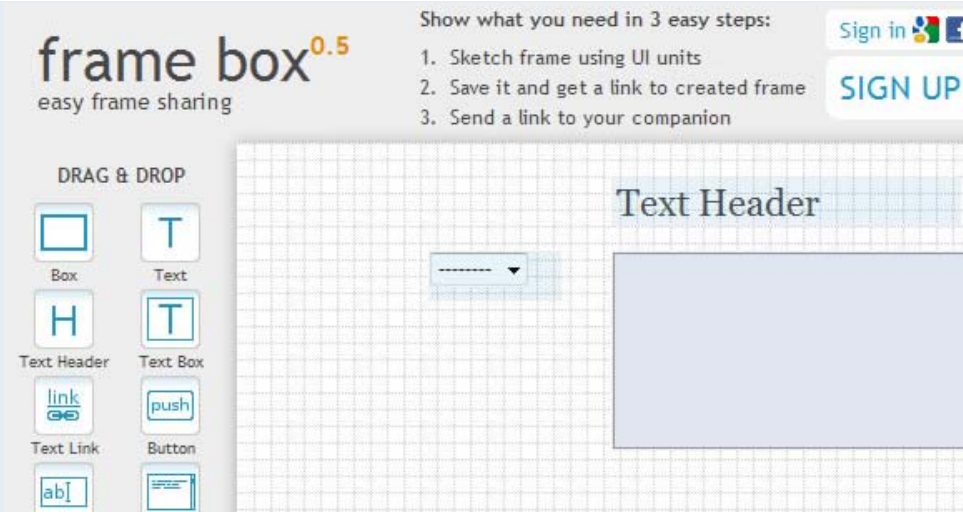 frame box 0.5
easy frame sharing
Show what you need in 3 easy steps:
1. Sketch frame using UI units
2. Save it and get a link to created frame
3. Send a link to your companion
Sign in
SIGN UP
DRAG & DROP
Box
Text
Text Header
Text Box
Text Link
Button
T
H
T
link
push
ab
Text Header
--------